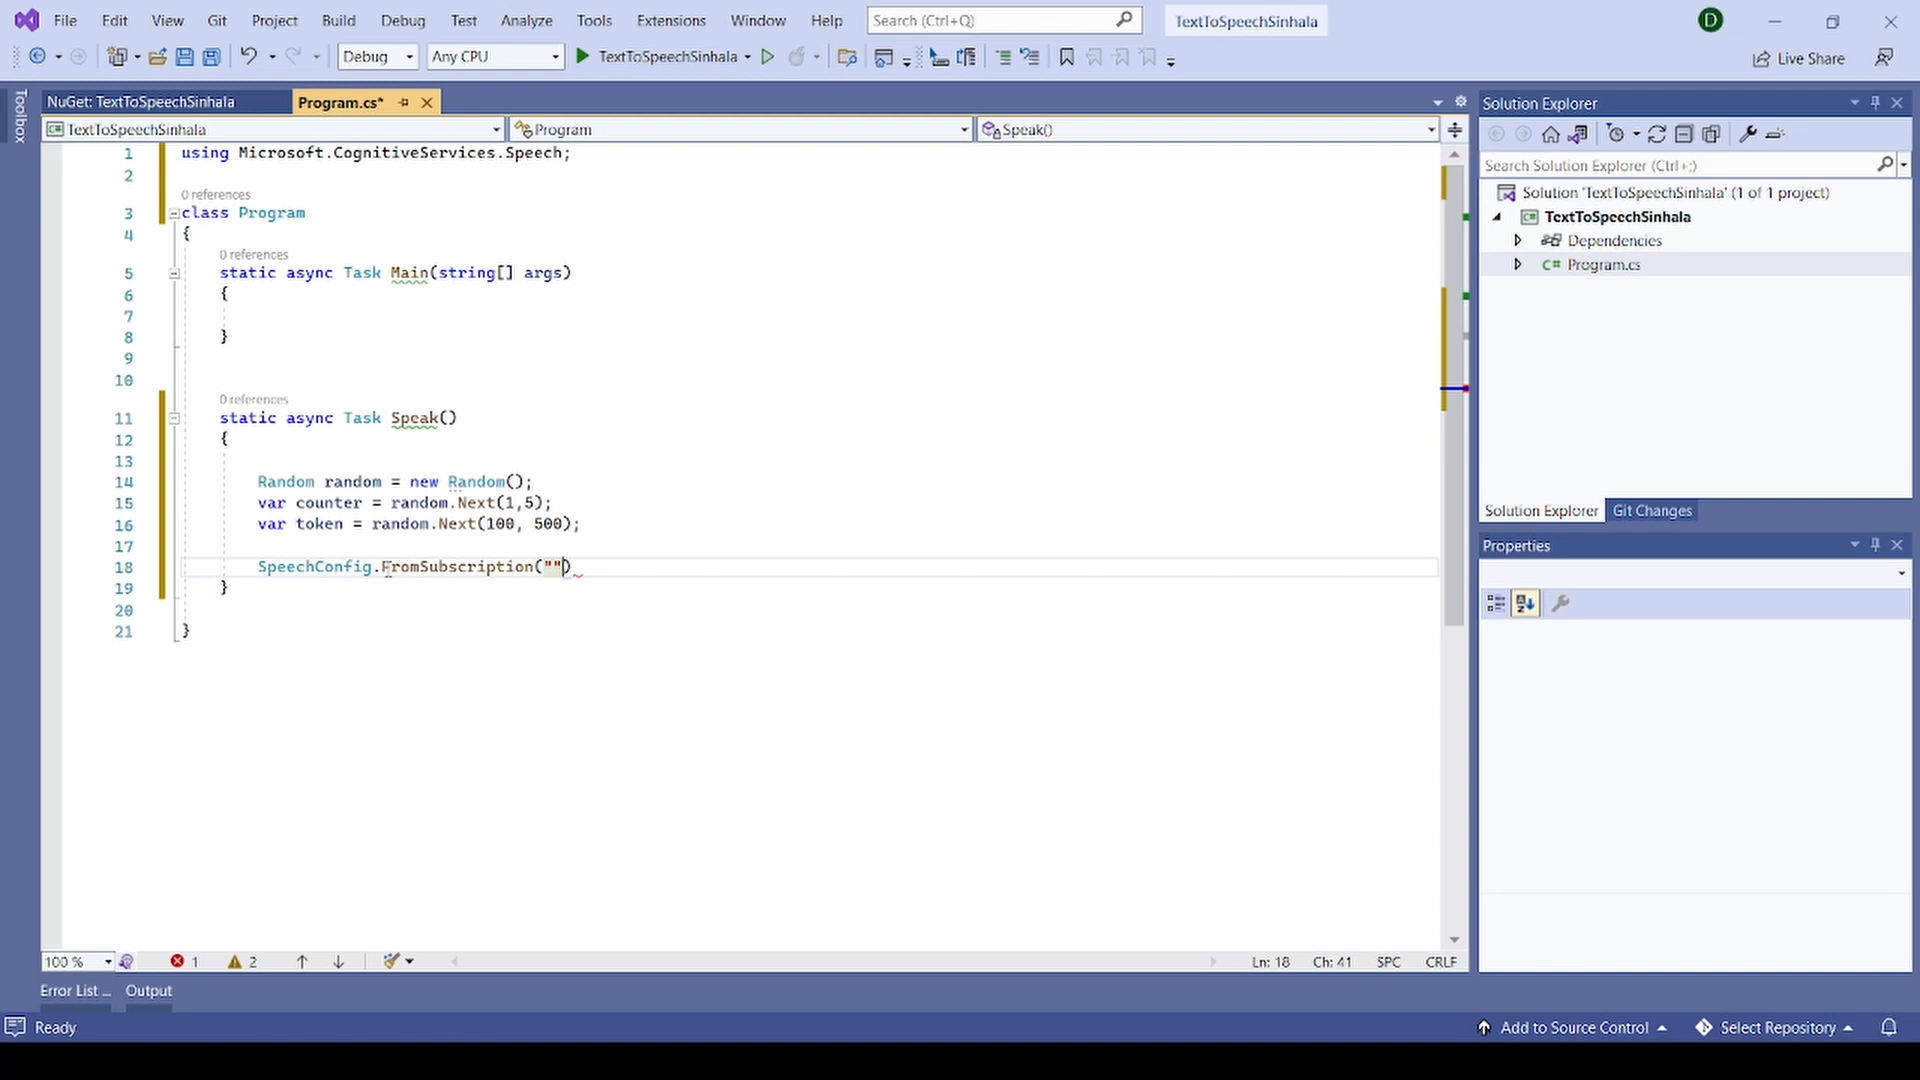 File Edit View Git Project Build Debug Test Analyze Tools Extensions Window Help Search (Ctrl+Q) TextToSpeechSinhala D
Debug Any CPU TextToSpeechSinhala Live Share
Toolbox
NuGet: TextToSpeechSinhala Program.cs*
TextToSpeechSinhala Program Speak()
1 using Microsoft.CognitiveServices.Speech;
2
0 references
3 class Program
4 {
0 references
5 static async Task Main(string[] args)
6 {
7
8 }
9
10
0 references
11 static async Task Speak()
12 {
13
14 Random random = new Random();
15 var counter = random.Next(1,5);
16 var token = random.Next(100, 500);
17
18 SpeechConfig.FromSubscription("")
19 }
20
21 }
100 % 1 2 Ln: 18 Ch: 41 SPC CRLF
Solution Explorer
Search Solution Explorer (Ctrl+;)
Solution 'TextToSpeechSinhala' (1 of 1 project)
TextToSpeechSinhala
Dependencies
C# Program.cs
Solution Explorer Git Changes
Properties
Error List ... Output
Ready Add to Source Control Select Repository